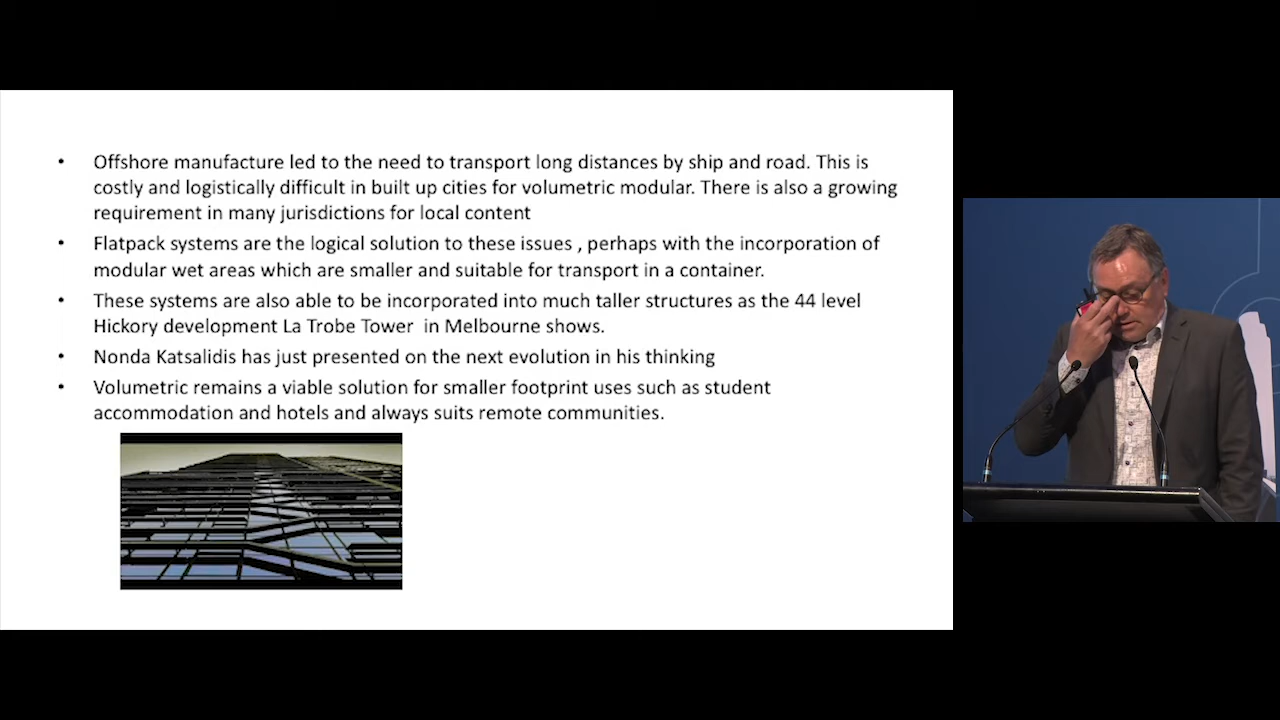 • Offshore manufacture led to the need to transport long distances by ship and road. This is
costly and logistically difficult in built up cities for volumetric modular. There is also a growing
requirement in many jurisdictions for local content
• Flatpack systems are the logical solution to these issues , perhaps with the incorporation of
modular wet areas which are smaller and suitable for transport in a container.
• These systems are also able to be incorporated into much taller structures as the 44 level
Hickory development La Trobe Tower  in Melbourne shows.
• Nonda Katsalidis has just presented on the next evolution in his thinking
• Volumetric remains a viable solution for smaller footprint uses such as student
accommodation and hotels and always suits remote communities.